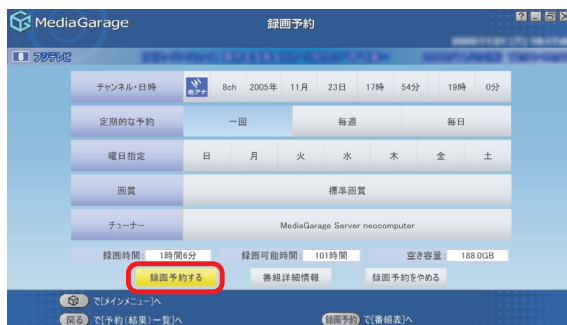 MediaGarage 録画予約
8 フジテレビ
チャンネル・日時 地アナ 8ch 2005年 11月 23日 17時 54分 19時 0分
定期的な予約 一回 毎週 毎日
曜日指定 日 月 火 水 木 金 土
画質 標準画質
チューナー MediaGarage Server neccomputer
録画時間: 1時間6分 録画可能時間: 101時間 空き容量: 188.0GB
録画予約する 番組詳細情報 録画予約をやめる
で[メインメニュー]へ
戻る で[予約(結果)一覧]へ 録画予約 で[番組表]へ